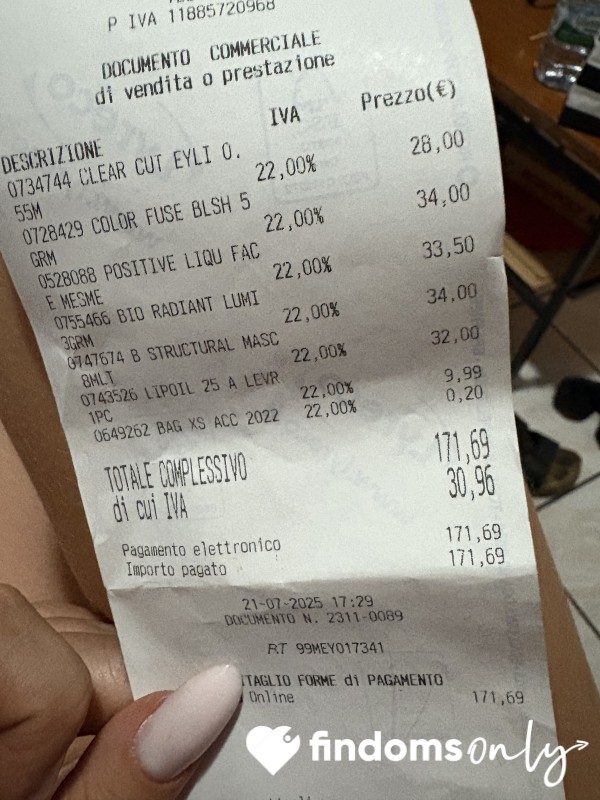 P IVA 11885720968
DOCUMENTO COMMERCIALE
di vendita o prestazione
DESCRIZIONE IVA Prezzo(€)
0734744 CLEAR CUT EYLI 0. 22,00% 28,00
55M
0728429 COLOR FUSE BLSH 5 22,00% 34,00
GRM
0528088 POSITIVE LIQU FAC 22,00% 33,50
E MESME
0755466 BIO RADIANT LUMI 22,00% 34,00
3GRM
0747674 B STRUCTURAL MASC 22,00% 32,00
8MLT
0743526 LIPOIL 25 A LEVR 22,00% 9,99
1PC
0649262 BAG XS ACC 2022 22,00% 0,20
TOTALE COMPLESSIVO 171,69
di cui IVA 30,96
Pagamento elettronico 171,69
Importo pagato 171,69
21-07-2025 17:29
DOCUMENTO N. 2311-0089
RT 99MEY017341
TTAGLIO FORME di PAGAMENTO
Online 171,69
findomsonly